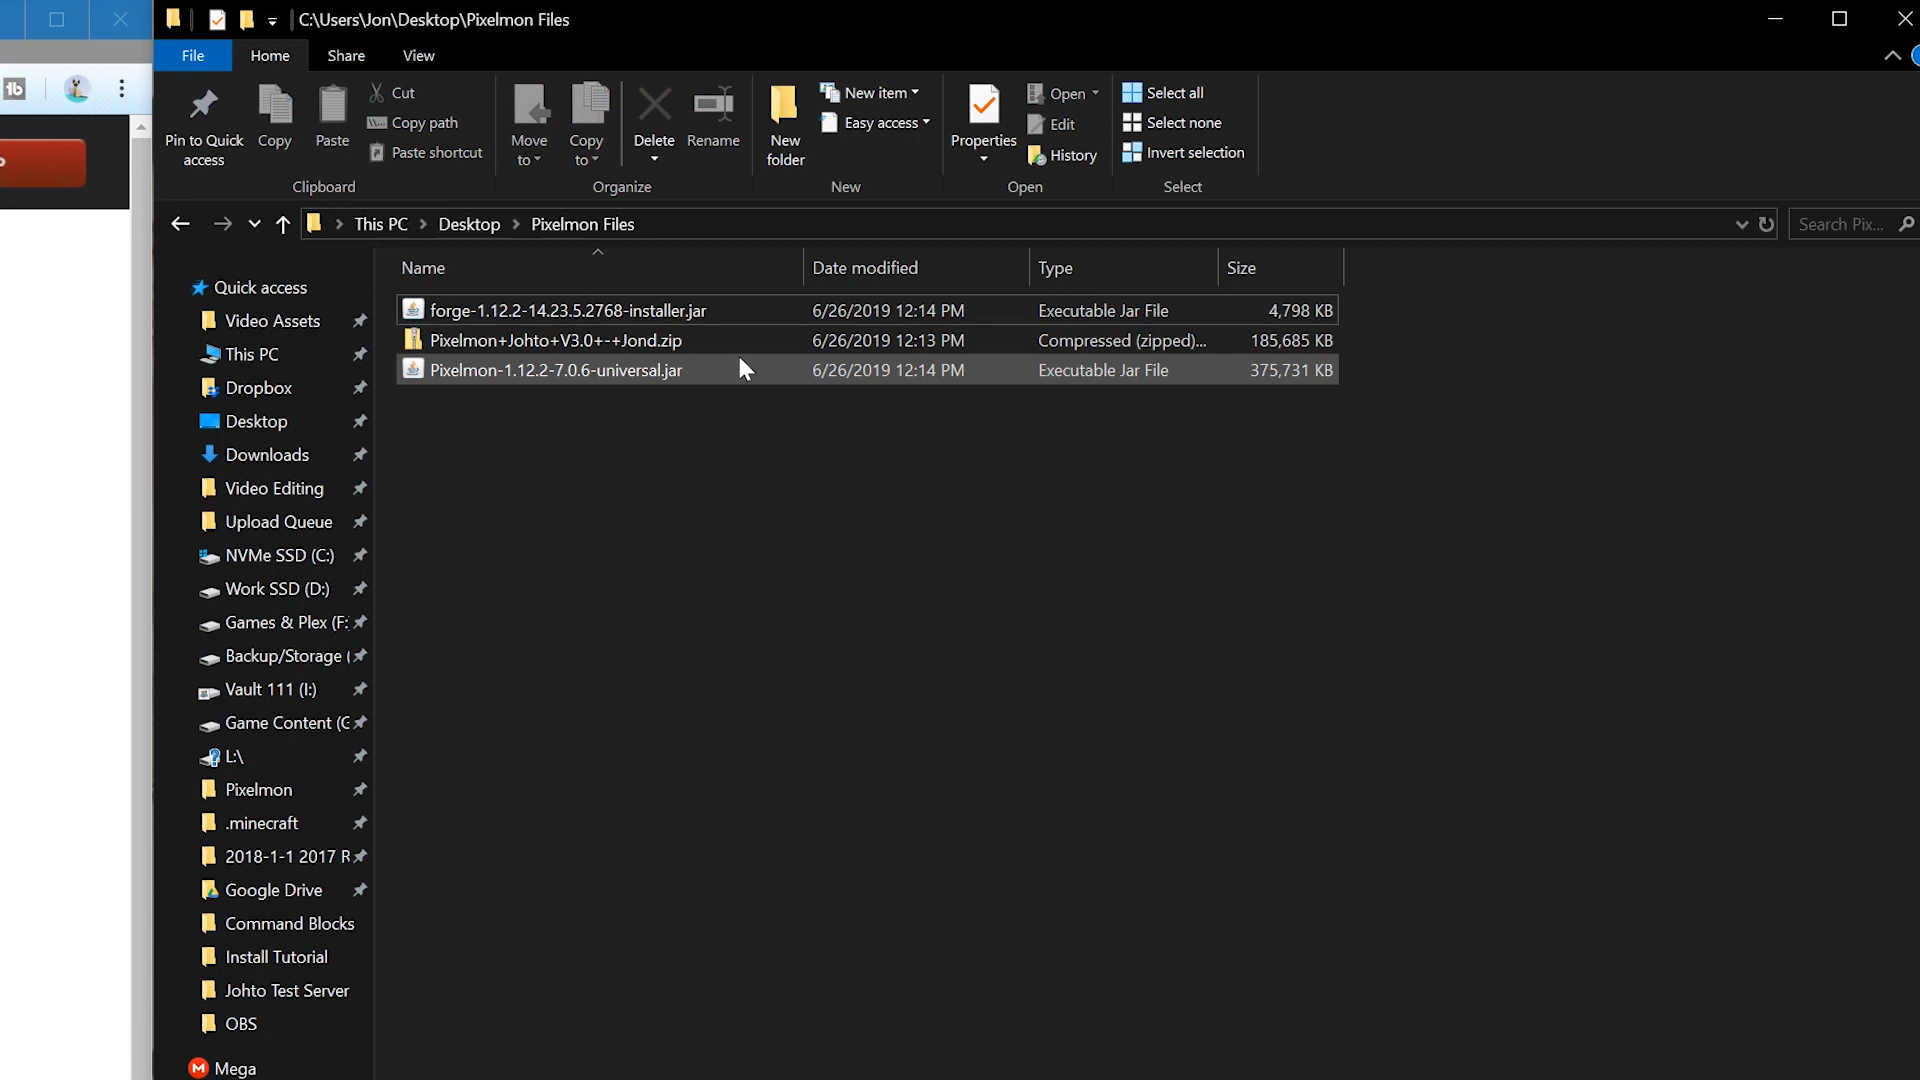 C:\Users\Jon\Desktop\Pixelmon Files
File Home Share View
Pin to Quick access
Copy
Paste
Cut
Copy path
Paste shortcut
Clipboard
Move to
Copy to
Delete
Rename
Organize
New folder
New item
Easy access
New
Properties
Open
Edit
History
Open
Select all
Select none
Invert selection
Select
This PC > Desktop > Pixelmon Files
Search Pix...
Name Date modified Type Size
forge-1.12.2-14.23.5.2768-installer.jar 6/26/2019 12:14 PM Executable Jar File 4,798 KB
Pixelmon+Johto+V3.0+-+Jond.zip 6/26/2019 12:13 PM Compressed (zipped)... 185,685 KB
Pixelmon-1.12.2-7.0.6-universal.jar 6/26/2019 12:14 PM Executable Jar File 375,731 KB
Quick access
Video Assets
This PC
Dropbox
Desktop
Downloads
Video Editing
Upload Queue
NVMe SSD (C:)
Work SSD (D:)
Games & Plex (F:
Backup/Storage (
Vault 111 (I:)
Game Content (G
L:\
Pixelmon
.minecraft
2018-1-1 2017 R
Google Drive
Command Blocks
Install Tutorial
Johto Test Server
OBS
Mega